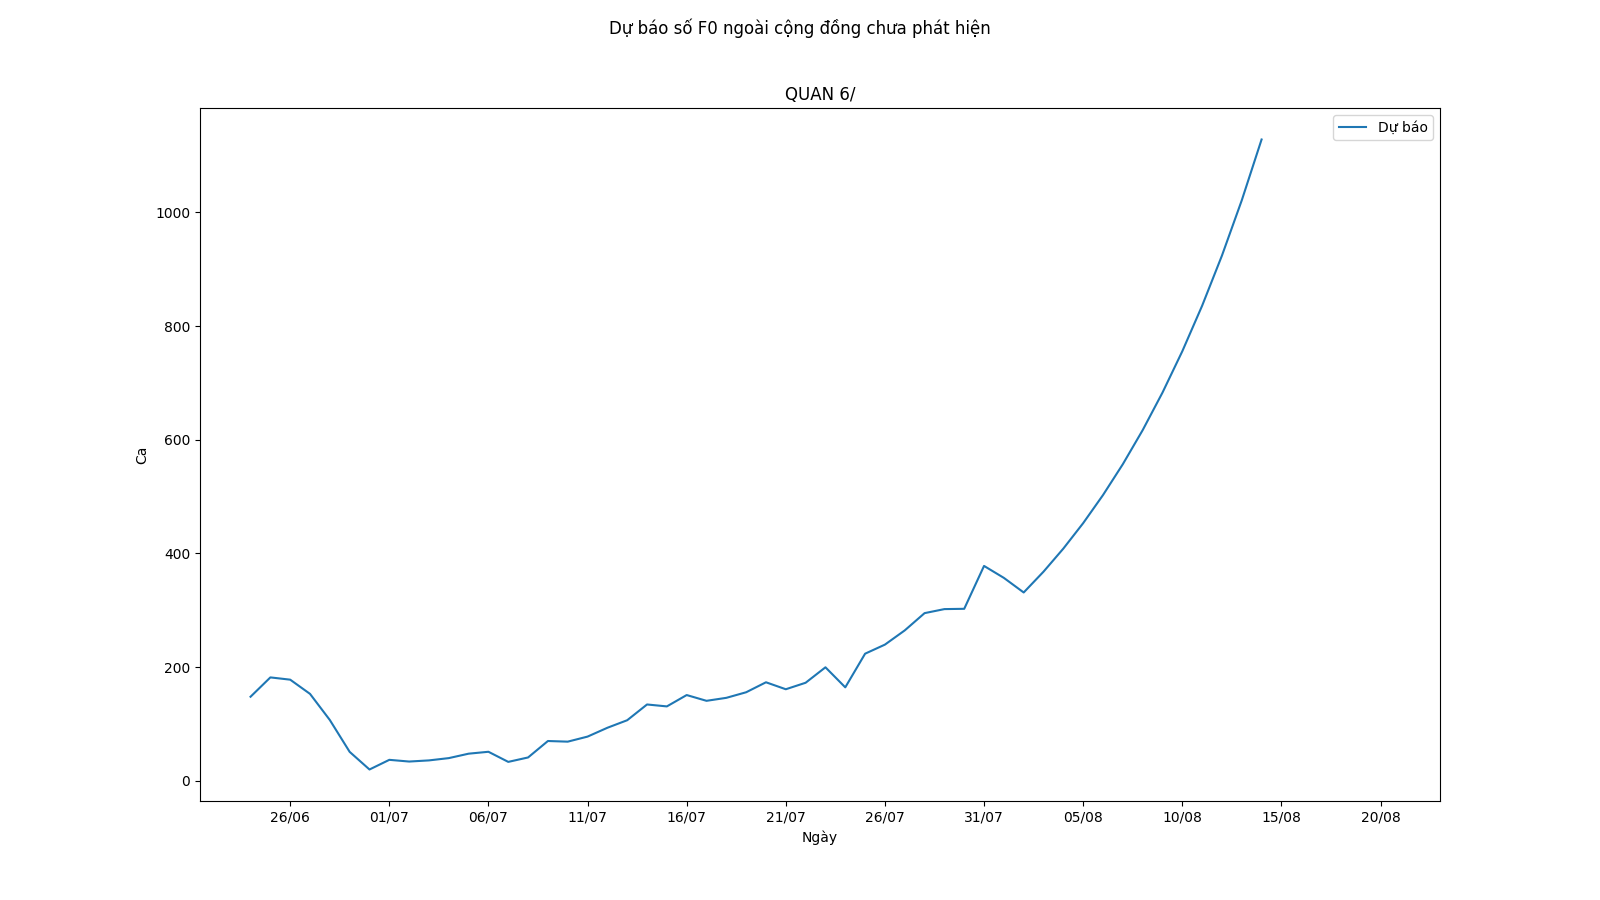 Dự báo số F0 ngoài cộng đồng chưa phát hiện
QUAN 6/
Dự báo
1000
800
600
400
200
0
Ca
26/06 01/07 06/07 11/07 16/07 21/07 26/07 31/07 05/08 10/08 15/08 20/08
Ngày